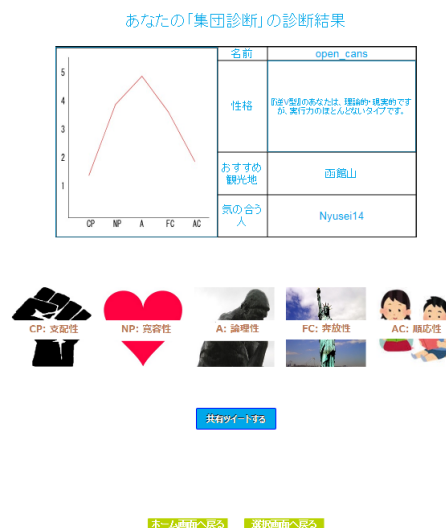 あなたの「集団診断」の診断結果
5
4
3
2
1
CP NP A FC AC
名前 open_cans
性格 『逆V型』のあなたは、理論的・現実的です
が、実行力のほとんどないタイプです。
おすすめ
観光地 函館山
気の合う
人 Nyusei14
CP: 支配性 NP: 寛容性 A: 論理性 FC: 奔放性 AC: 順応性
共有ツイートする
ホーム画面へ戻る 選択画面へ戻る